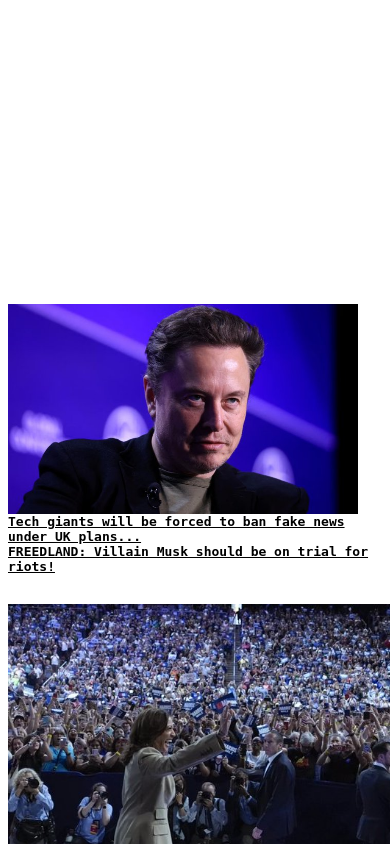 Tech giants will be forced to ban fake news
under UK plans...
FREEDLAND: Villain Musk should be on trial for
riots!